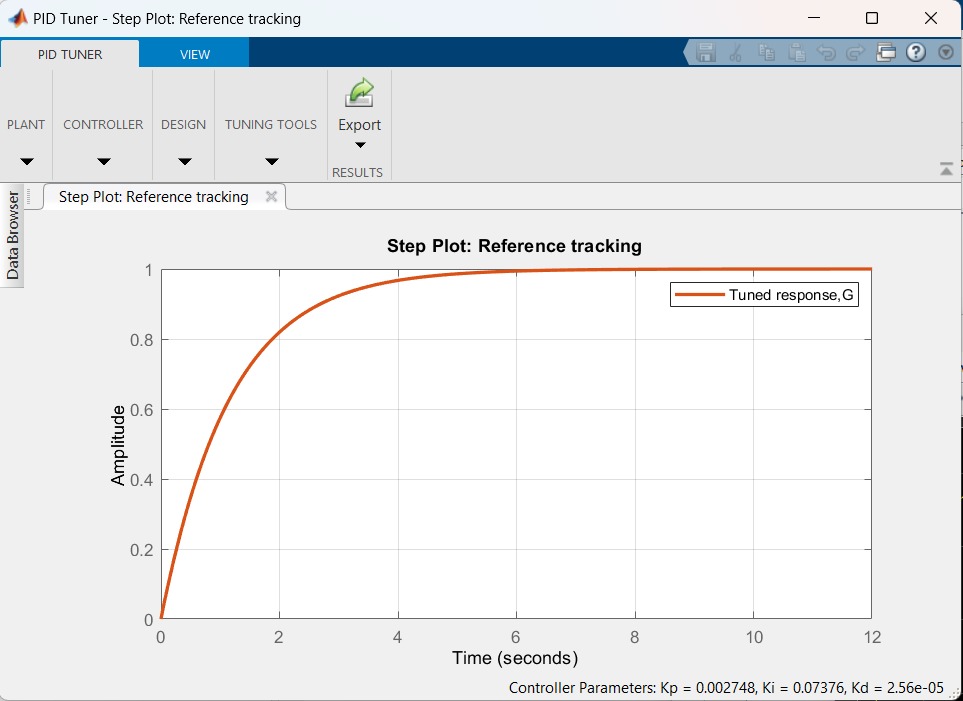 PID Tuner - Step Plot: Reference tracking
PID TUNER VIEW
PLANT CONTROLLER DESIGN TUNING TOOLS Export
RESULTS
Data Browser
Step Plot: Reference tracking
Step Plot: Reference tracking
Tuned response,G
Amplitude
1
0.8
0.6
0.4
0.2
0
0 2 4 6 8 10 12
Time (seconds)
Controller Parameters: Kp = 0.002748, Ki = 0.07376, Kd = 2.56e-05